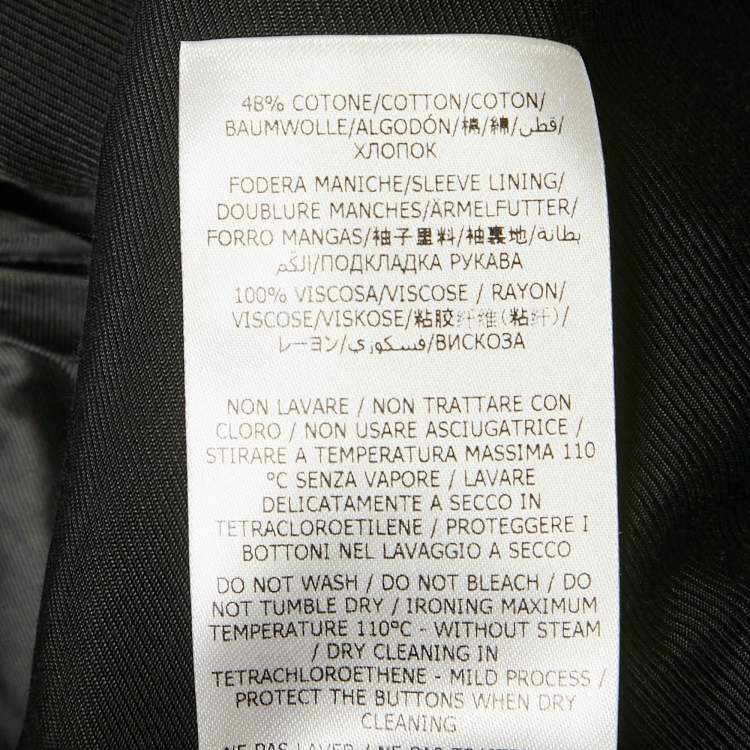 48% COTONE/COTTON/COTON/
BAUMWOLLE/ALGODÓN/棉/綿/قطن/
ХЛОПОК
FODERA MANICHE/SLEEVE LINING/
DOUBLURE MANCHES/ÄRMELFUTTER/
FORRO MANGAS/袖子里料/袖裏地/بطانة
الكم/ПОДКЛАДКА РУКАВА
100% VISCOSA/VISCOSE / RAYON/
VISCOSE/VISKOSE/粘胶纤维(粘纤)/
レーヨン/فسكوزي/ВИСКОЗА
NON LAVARE / NON TRATTARE CON
CLORO / NON USARE ASCIUGATRICE /
STIRARE A TEMPERATURA MASSIMA 110
°C SENZA VAPORE / LAVARE
DELICATAMENTE A SECCO IN
TETRACLOROETILENE / PROTEGGERE I
BOTTONI NEL LAVAGGIO A SECCO
DO NOT WASH / DO NOT BLEACH / DO
NOT TUMBLE DRY / IRONING MAXIMUM
TEMPERATURE 110°C - WITHOUT STEAM
/ DRY CLEANING IN
TETRACHLOROETHENE - MILD PROCESS /
PROTECT THE BUTTONS WHEN DRY
CLEANING
NE PAS LAVER / NE PAS